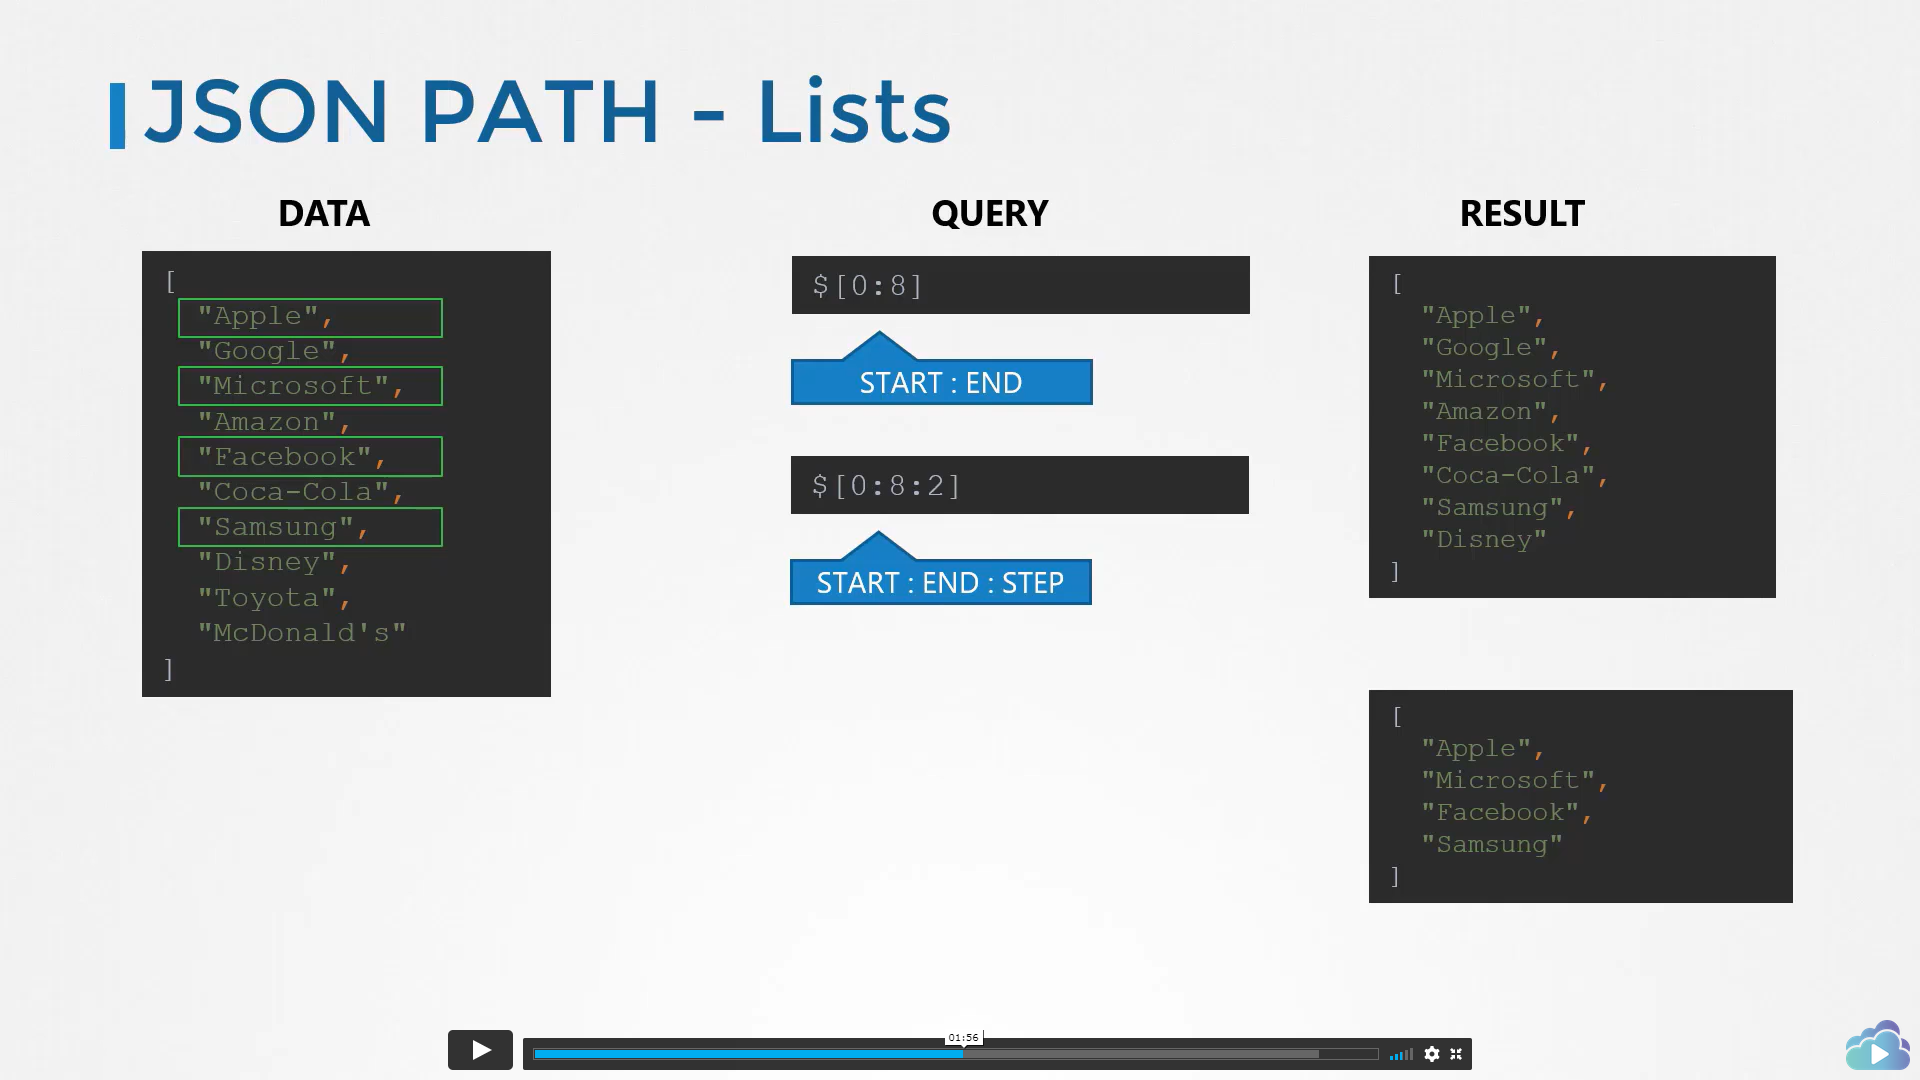 JSON PATH - Lists
DATA
[
"Apple",
"Google",
"Microsoft",
"Amazon",
"Facebook",
"Coca-Cola",
"Samsung",
"Disney",
"Toyota",
"McDonald's"
]
QUERY
$[0:8]
START : END
$[0:8:2]
START : END : STEP
RESULT
[
"Apple",
"Google",
"Microsoft",
"Amazon",
"Facebook",
"Coca-Cola",
"Samsung",
"Disney"
]
[
"Apple",
"Microsoft",
"Facebook",
"Samsung"
]
01:56